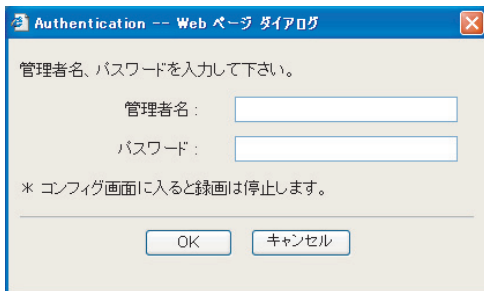 Authentication -- Web ページ ダイアログ
管理者名、パスワードを入力して下さい。
管理者名 :
パスワード :
* コンフィグ画面に入ると録画は停止します。
OK キャンセル